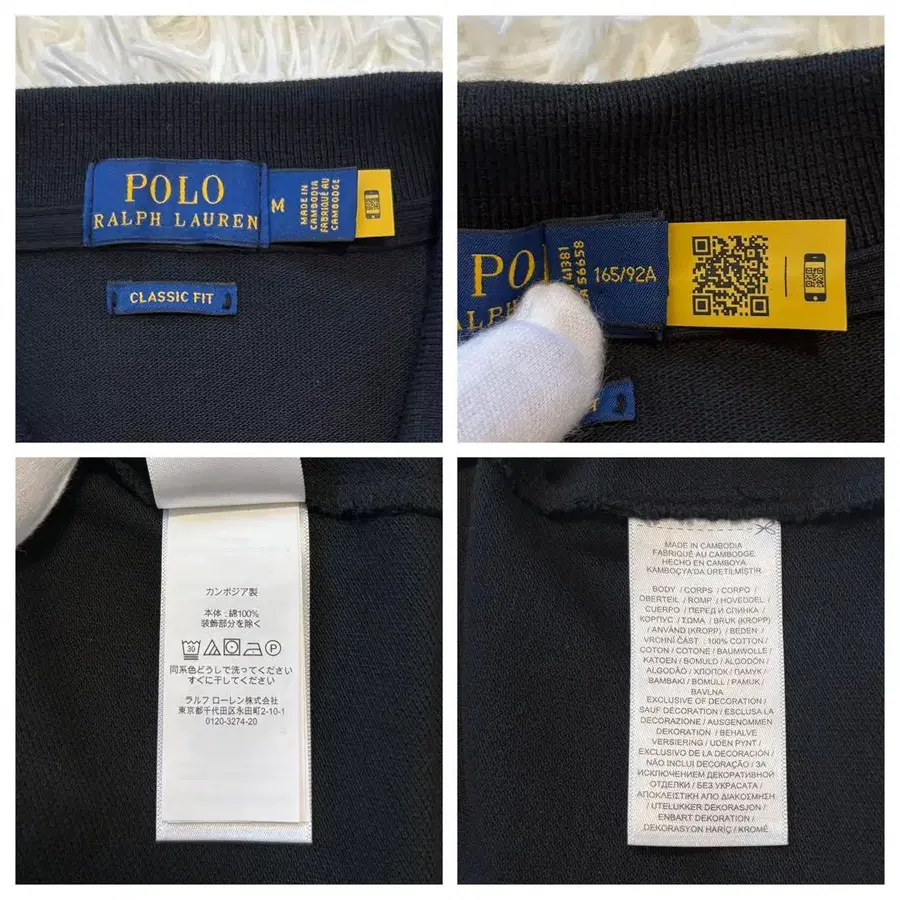 POLO
RALPH LAUREN
M
MADE IN
CAMBODIA
FABRIQUÉ AU
CAMBODGE
CLASSIC FIT
41381
56658
165/92A
カンボジア製
本体 : 綿100%
装飾部分を除く
30
P
同系色どうしで洗ってください
すぐに干してください
ラルフ ローレン株式会社
東京都千代田区永田町2-10-1
0120-3274-20
MADE IN CAMBODIA
FABRIQUÉ AU CAMBODGE
HECHO EN CAMBOYA
KAMBOÇYA'DA ÜRETİLMİŞTİR
BODY / CORPS / CORPO /
OBERTEIL / ROMP / HOVEDDEL /
CUERPO / ПЕРЕД И СПИНКА /
КОРПУС / ΣΩΜΑ / BRUK (KROPP)
/ ANVÄND (KROPP) / BEDEN /
VRCHNÍ ČÁST : 100% COTTON /
COTON / COTONE / BAUMWOLLE /
KATOEN / BOMULD / ALGODÓN /
ALGODÃO / ХЛОПОК / ПАМУК /
ΒΑΜΒΑΚΙ / BOMULL / PAMUK /
BAVLNA
EXCLUSIVE OF DECORATION /
SAUF DÉCORATION / ESCLUSA LA
DECORAZIONE / AUSGENOMMEN
DEKORATION / BEHALVE
VERSIERING / UDEN PYNT /
EXCLUSIVO DE LA DECORACIÓN /
NÃO INCLUI DECORAÇÃO / ЗА
ИСКЛЮЧЕНИЕМ ДЕКОРАТИВНОЙ
ОТДЕЛКИ / БЕЗ УКРАСАТА /
ΑΠΟΚΛΕΙΣΤΙΚΗ ΑΠΟ ΔΙΑΚΟΣΜΗΣΗ
/ UTELUKKER DEKORASJON /
ENBART DEKORATION /
DEKORASYON HARİÇ / KROMĚ